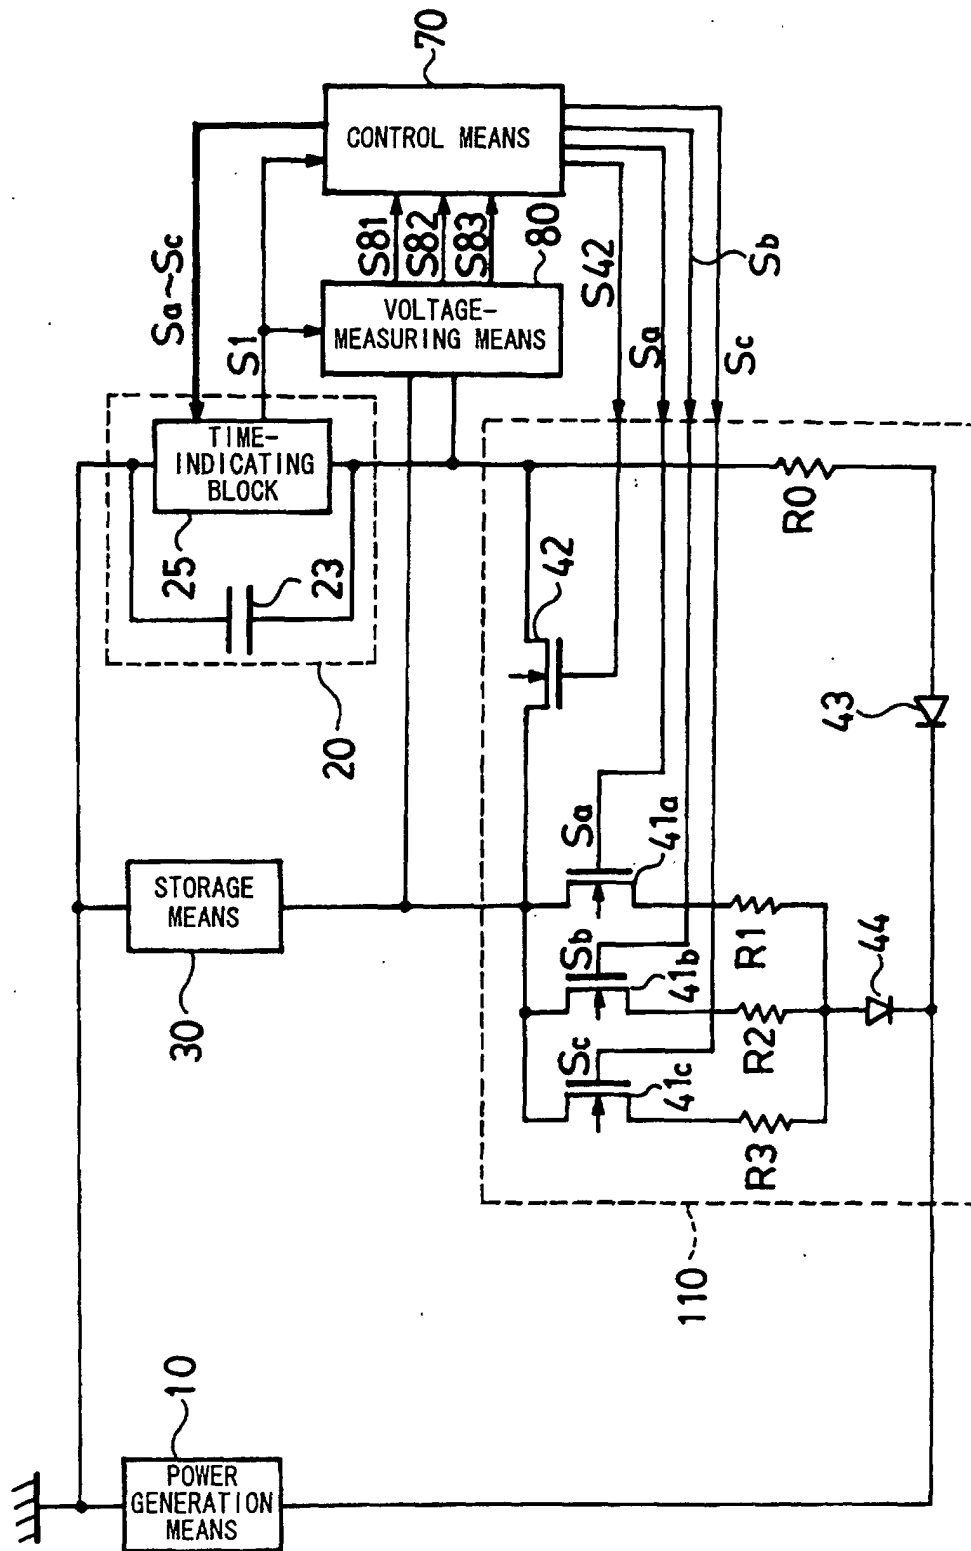 70
CONTROL MEANS
Sa~Sc
S1
S81
S82
S83
80
VOLTAGE-
MEASURING MEANS
S42
Sa
Sb
Sc
TIME-
INDICATING
BLOCK
25
23
20
42
R0
43
STORAGE
MEANS
30
Sa
41a
Sb
41b
Sc
41c
R1
R2
R3
44
110
10
POWER
GENERATION
MEANS